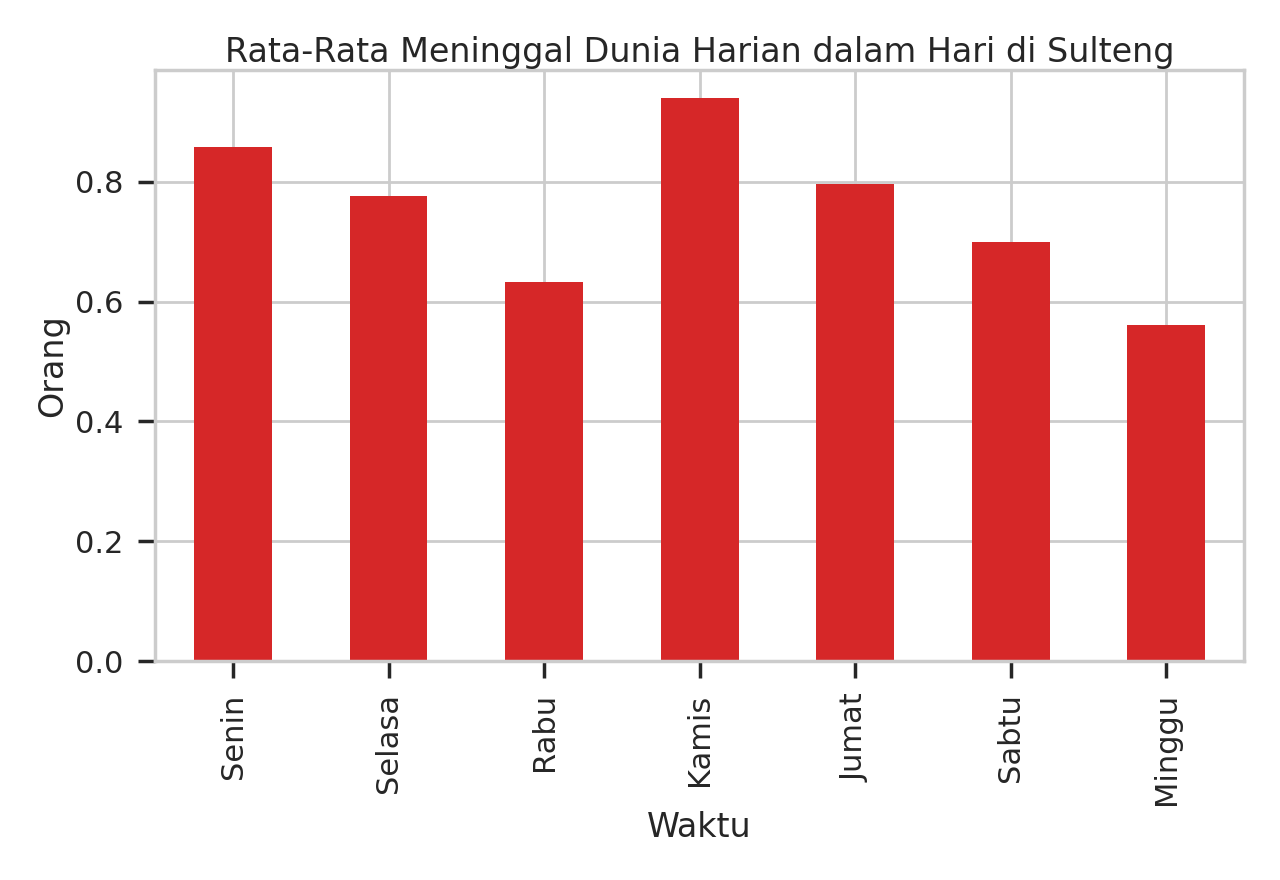 Rata-Rata Meninggal Dunia Harian dalam Hari di Sulteng
Orang
0.8
0.6
0.4
0.2
0.0
Senin
Selasa
Rabu
Kamis
Jumat
Sabtu
Minggu
Waktu